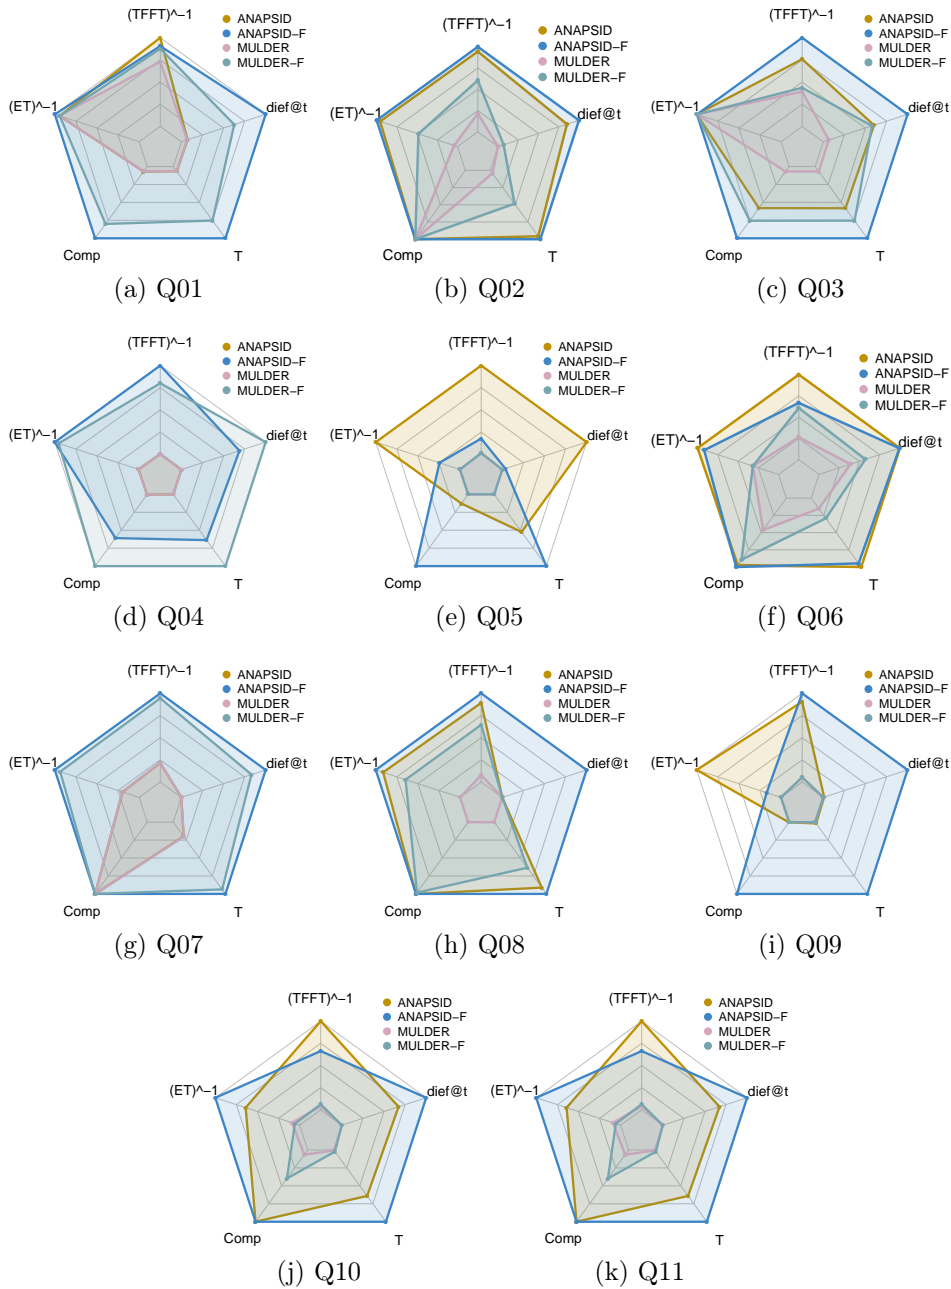 (TFFT)^−1
ANAPSID
ANAPSID−F
MULDER
MULDER−F
(ET)^−1
dief@t
Comp
T
(a) Q01
(TFFT)^−1
ANAPSID
ANAPSID−F
MULDER
MULDER−F
(ET)^−1
dief@t
Comp
T
(b) Q02
(TFFT)^−1
ANAPSID
ANAPSID−F
MULDER
MULDER−F
(ET)^−1
dief@t
Comp
T
(c) Q03
(TFFT)^−1
ANAPSID
ANAPSID−F
MULDER
MULDER−F
(ET)^−1
dief@t
Comp
T
(d) Q04
(TFFT)^−1
ANAPSID
ANAPSID−F
MULDER
MULDER−F
(ET)^−1
dief@t
Comp
T
(e) Q05
(TFFT)^−1
ANAPSID
ANAPSID−F
MULDER
MULDER−F
(ET)^−1
dief@t
Comp
T
(f) Q06
(TFFT)^−1
ANAPSID
ANAPSID−F
MULDER
MULDER−F
(ET)^−1
dief@t
Comp
T
(g) Q07
(TFFT)^−1
ANAPSID
ANAPSID−F
MULDER
MULDER−F
(ET)^−1
dief@t
Comp
T
(h) Q08
(TFFT)^−1
ANAPSID
ANAPSID−F
MULDER
MULDER−F
(ET)^−1
dief@t
Comp
T
(i) Q09
(TFFT)^−1
ANAPSID
ANAPSID−F
MULDER
MULDER−F
(ET)^−1
dief@t
Comp
T
(j) Q10
(TFFT)^−1
ANAPSID
ANAPSID−F
MULDER
MULDER−F
(ET)^−1
dief@t
Comp
T
(k) Q11